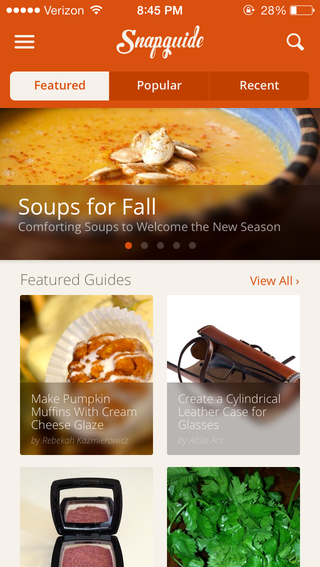 Verizon 8:45 PM 28%
Snapguide
Featured Popular Recent
Soups for Fall
Comforting Soups to Welcome the New Season
Featured Guides View All ›
Make Pumpkin
Muffins With Cream
Cheese Glaze
by Rebekah Kazmierowicz
Create a Cylindrical
Leather Case for
Glasses
by Attila Acs